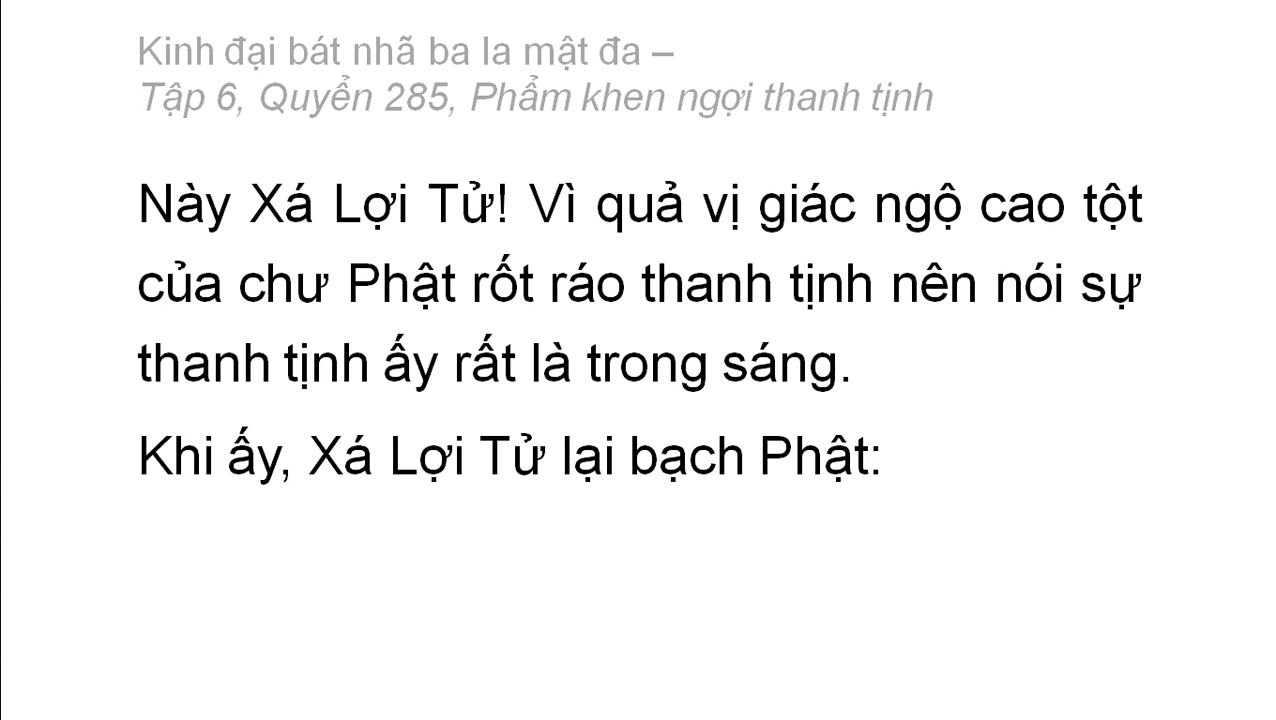 Kinh đại bát nhã ba la mật đa –
Tập 6, Quyển 285, Phẩm khen ngợi thanh tịnh
Này Xá Lợi Tử! Vì quả vị giác ngộ cao tột
của chư Phật rốt ráo thanh tịnh nên nói sự
thanh tịnh ấy rất là trong sáng.
Khi ấy, Xá Lợi Tử lại bạch Phật: